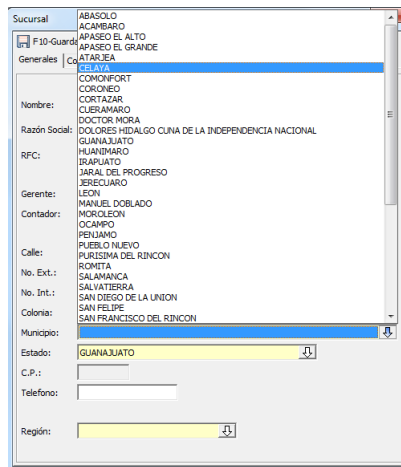 Sucursal
F10-Guarda
Generales
Co
ABASOLO
ACAMBARO
APASEO EL ALTO
APASEO EL GRANDE
ATARJEA
CELAYA
COMONFORT
CORONEO
CORTAZAR
CUERAMARO
DOCTOR MORA
DOLORES HIDALGO CUNA DE LA INDEPENDENCIA NACIONAL
GUANAJUATO
HUANIMARO
IRAPUATO
JARAL DEL PROGRESO
JERECUARO
LEON
MANUEL DOBLADO
MOROLEON
OCAMPO
PENJAMO
PUEBLO NUEVO
PURISIMA DEL RINCON
ROMITA
SALAMANCA
SALVATIERRA
SAN DIEGO DE LA UNION
SAN FELIPE
SAN FRANCISCO DEL RINCON
Nombre:
Razón Social:
RFC:
Gerente:
Contador:
Calle:
No. Ext.:
No. Int.:
Colonia:
Municipio:
Estado: GUANAJUATO
C.P.:
Telefono:
Región: